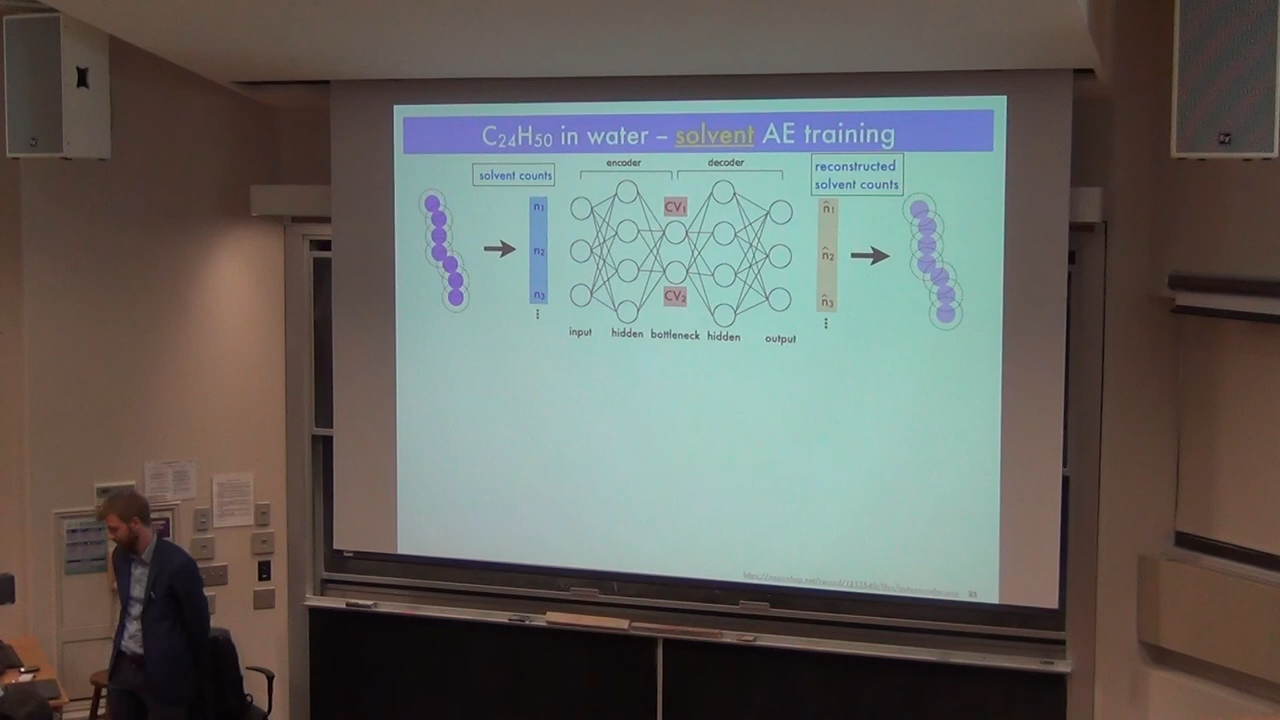 C24H50 in water – solvent AE training
solvent counts
encoder
decoder
reconstructed
solvent counts
n1
n2
n3
⋮
CV1
CV2
n̂1
n̂2
n̂3
⋮
input
hidden
bottleneck
hidden
output